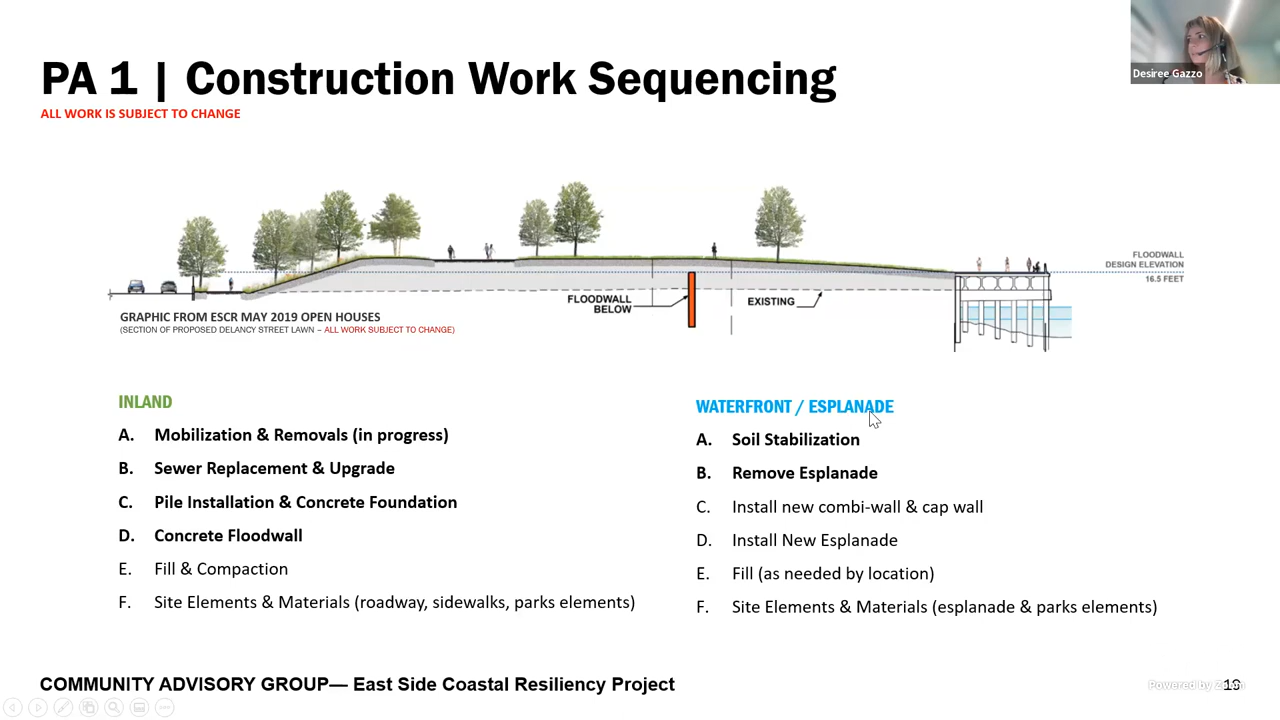 Desiree Gazzo
PA 1 | Construction Work Sequencing
ALL WORK IS SUBJECT TO CHANGE
FLOODWALL
DESIGN ELEVATION
16.5 FEET
FLOODWALL
BELOW
EXISTING
GRAPHIC FROM ESCR MAY 2019 OPEN HOUSES
(SECTION OF PROPOSED DELANCY STREET LAWN – ALL WORK SUBJECT TO CHANGE)
INLAND
A. Mobilization & Removals (in progress)
B. Sewer Replacement & Upgrade
C. Pile Installation & Concrete Foundation
D. Concrete Floodwall
E. Fill & Compaction
F. Site Elements & Materials (roadway, sidewalks, parks elements)
WATERFRONT / ESPLANADE
A. Soil Stabilization
B. Remove Esplanade
C. Install new combi-wall & cap wall
D. Install New Esplanade
E. Fill (as needed by location)
F. Site Elements & Materials (esplanade & parks elements)
COMMUNITY ADVISORY GROUP— East Side Coastal Resiliency Project
Powered by Zoom